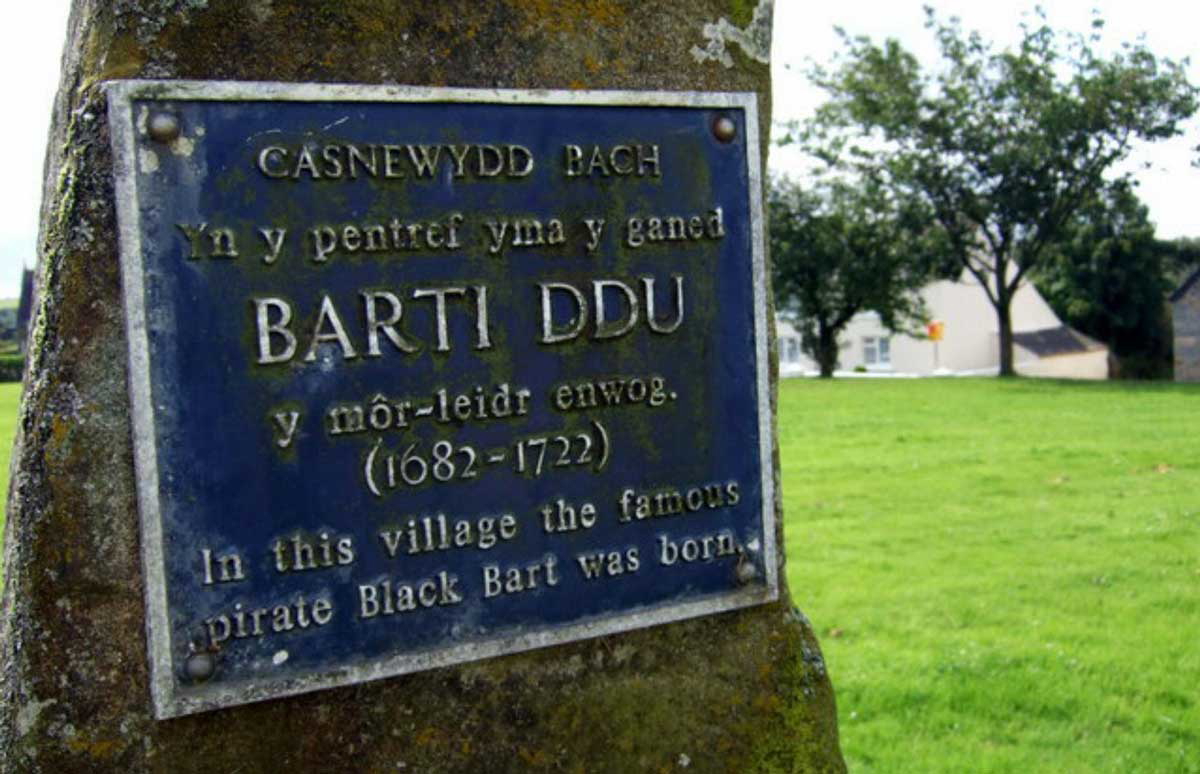 CASNEWYDD BACH
Yn y pentref yma y ganed
BARTI DDU
y môr-leidr enwog.
(1682-1722)
In this village the famous
pirate Black Bart was born.